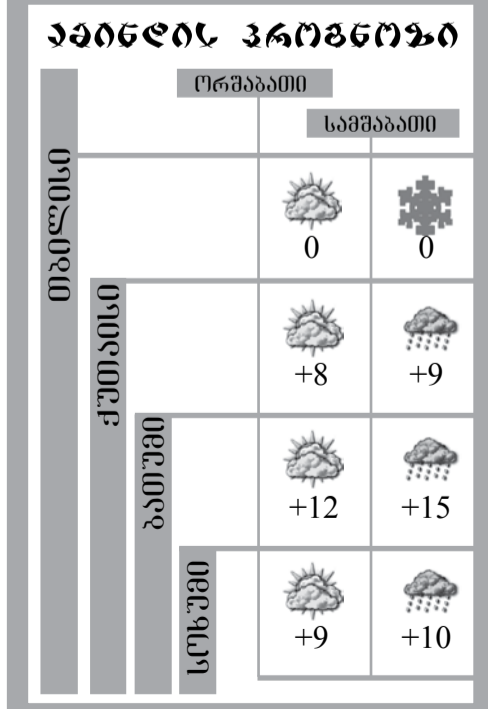 ამინდის პროგნოზი
ორშაბათი
სამშაბათი
თბილისი
0 0
ქუთაისი
+8 +9
ბათუმი
+12 +15
სოხუმი
+9 +10